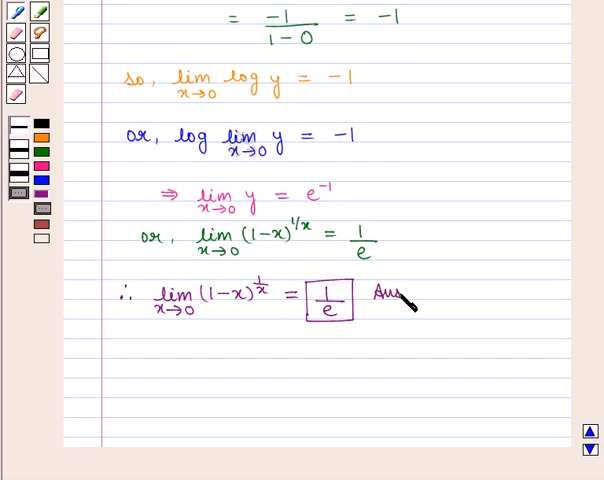 = -1/(1-0) = -1
so, lim x→0 log y = -1
or, log lim x→0 y = -1
⇒ lim x→0 y = e^-1
or, lim x→0 (1-x)^1/x = 1/e
∴ lim x→0 (1-x)^1/x = 1/e Ans